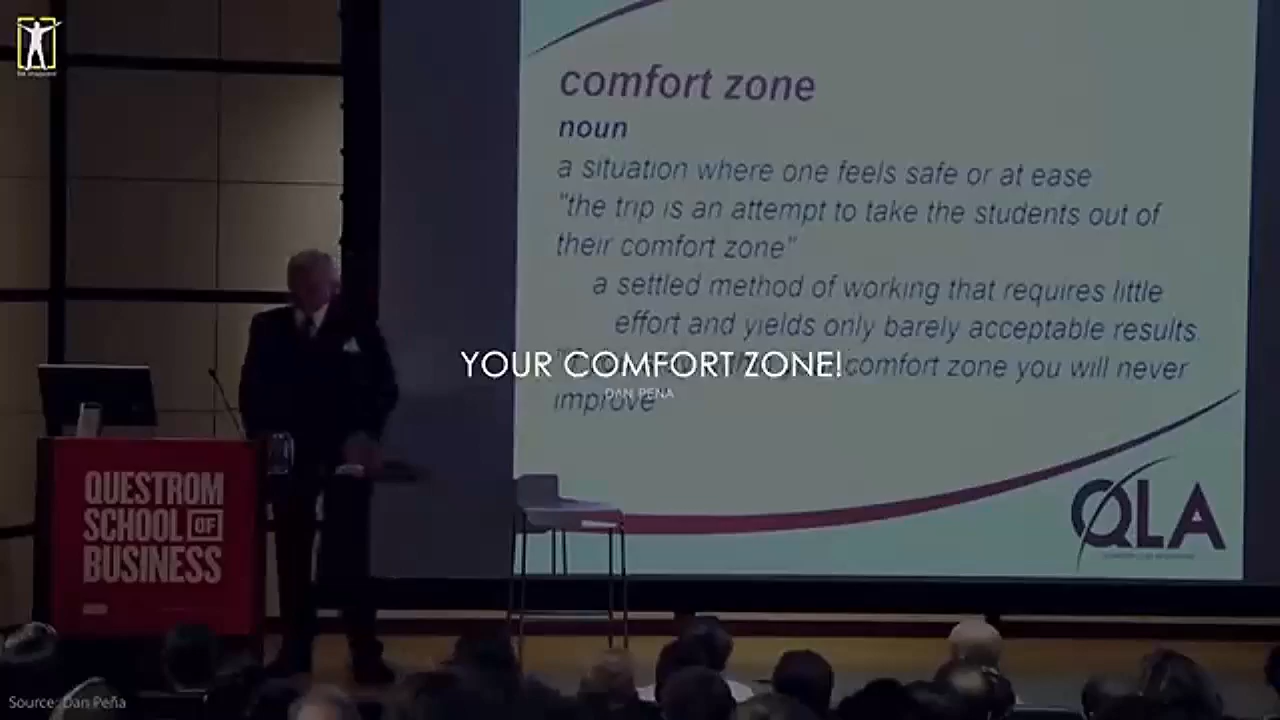 comfort zone
noun
a situation where one feels safe or at ease
"the trip is an attempt to take the students out of
their comfort zone"
a settled method of working that requires little
effort and yields only barely acceptable results
comfort zone you will never
improve
YOUR COMFORT ZONE!
DAN PENA
QUESTROM
SCHOOL OF
BUSINESS
QLA
Source: Dan Peña